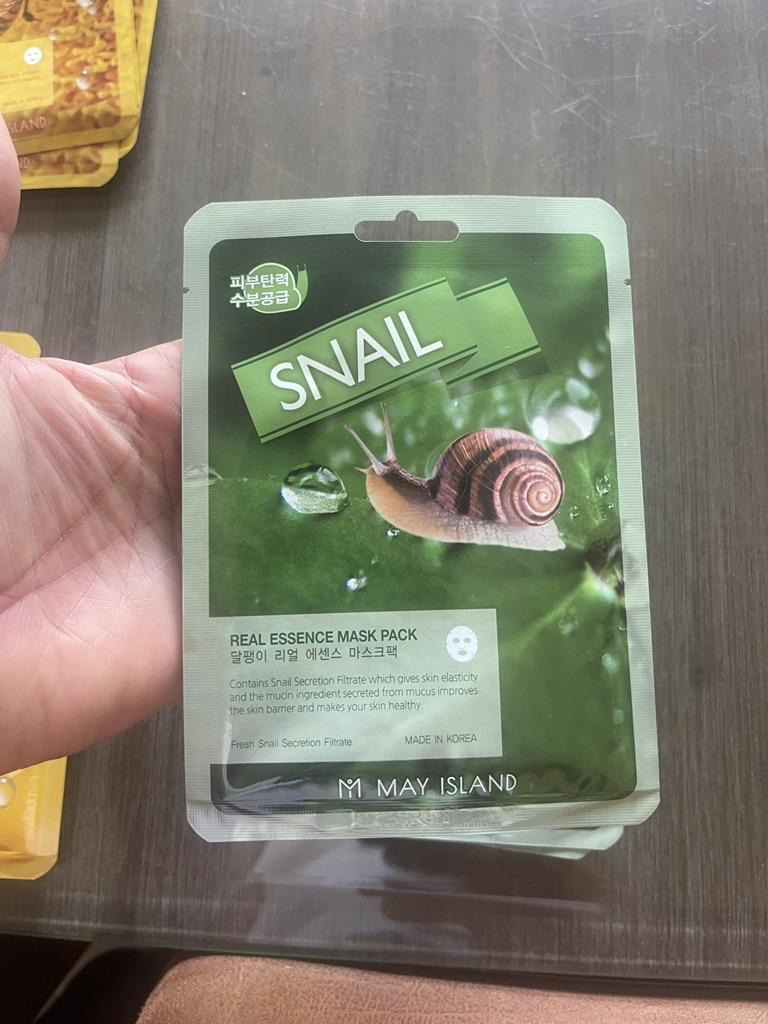 피부탄력
수분공급
SNAIL
REAL ESSENCE MASK PACK
달팽이 리얼 에센스 마스크팩
Contains Snail Secretion Filtrate which gives skin elasticity
and the mucin ingredient secreted from mucus improves
the skin barrier and makes your skin healthy.
Fresh Snail Secretion Filtrate MADE IN KOREA
MAY ISLAND